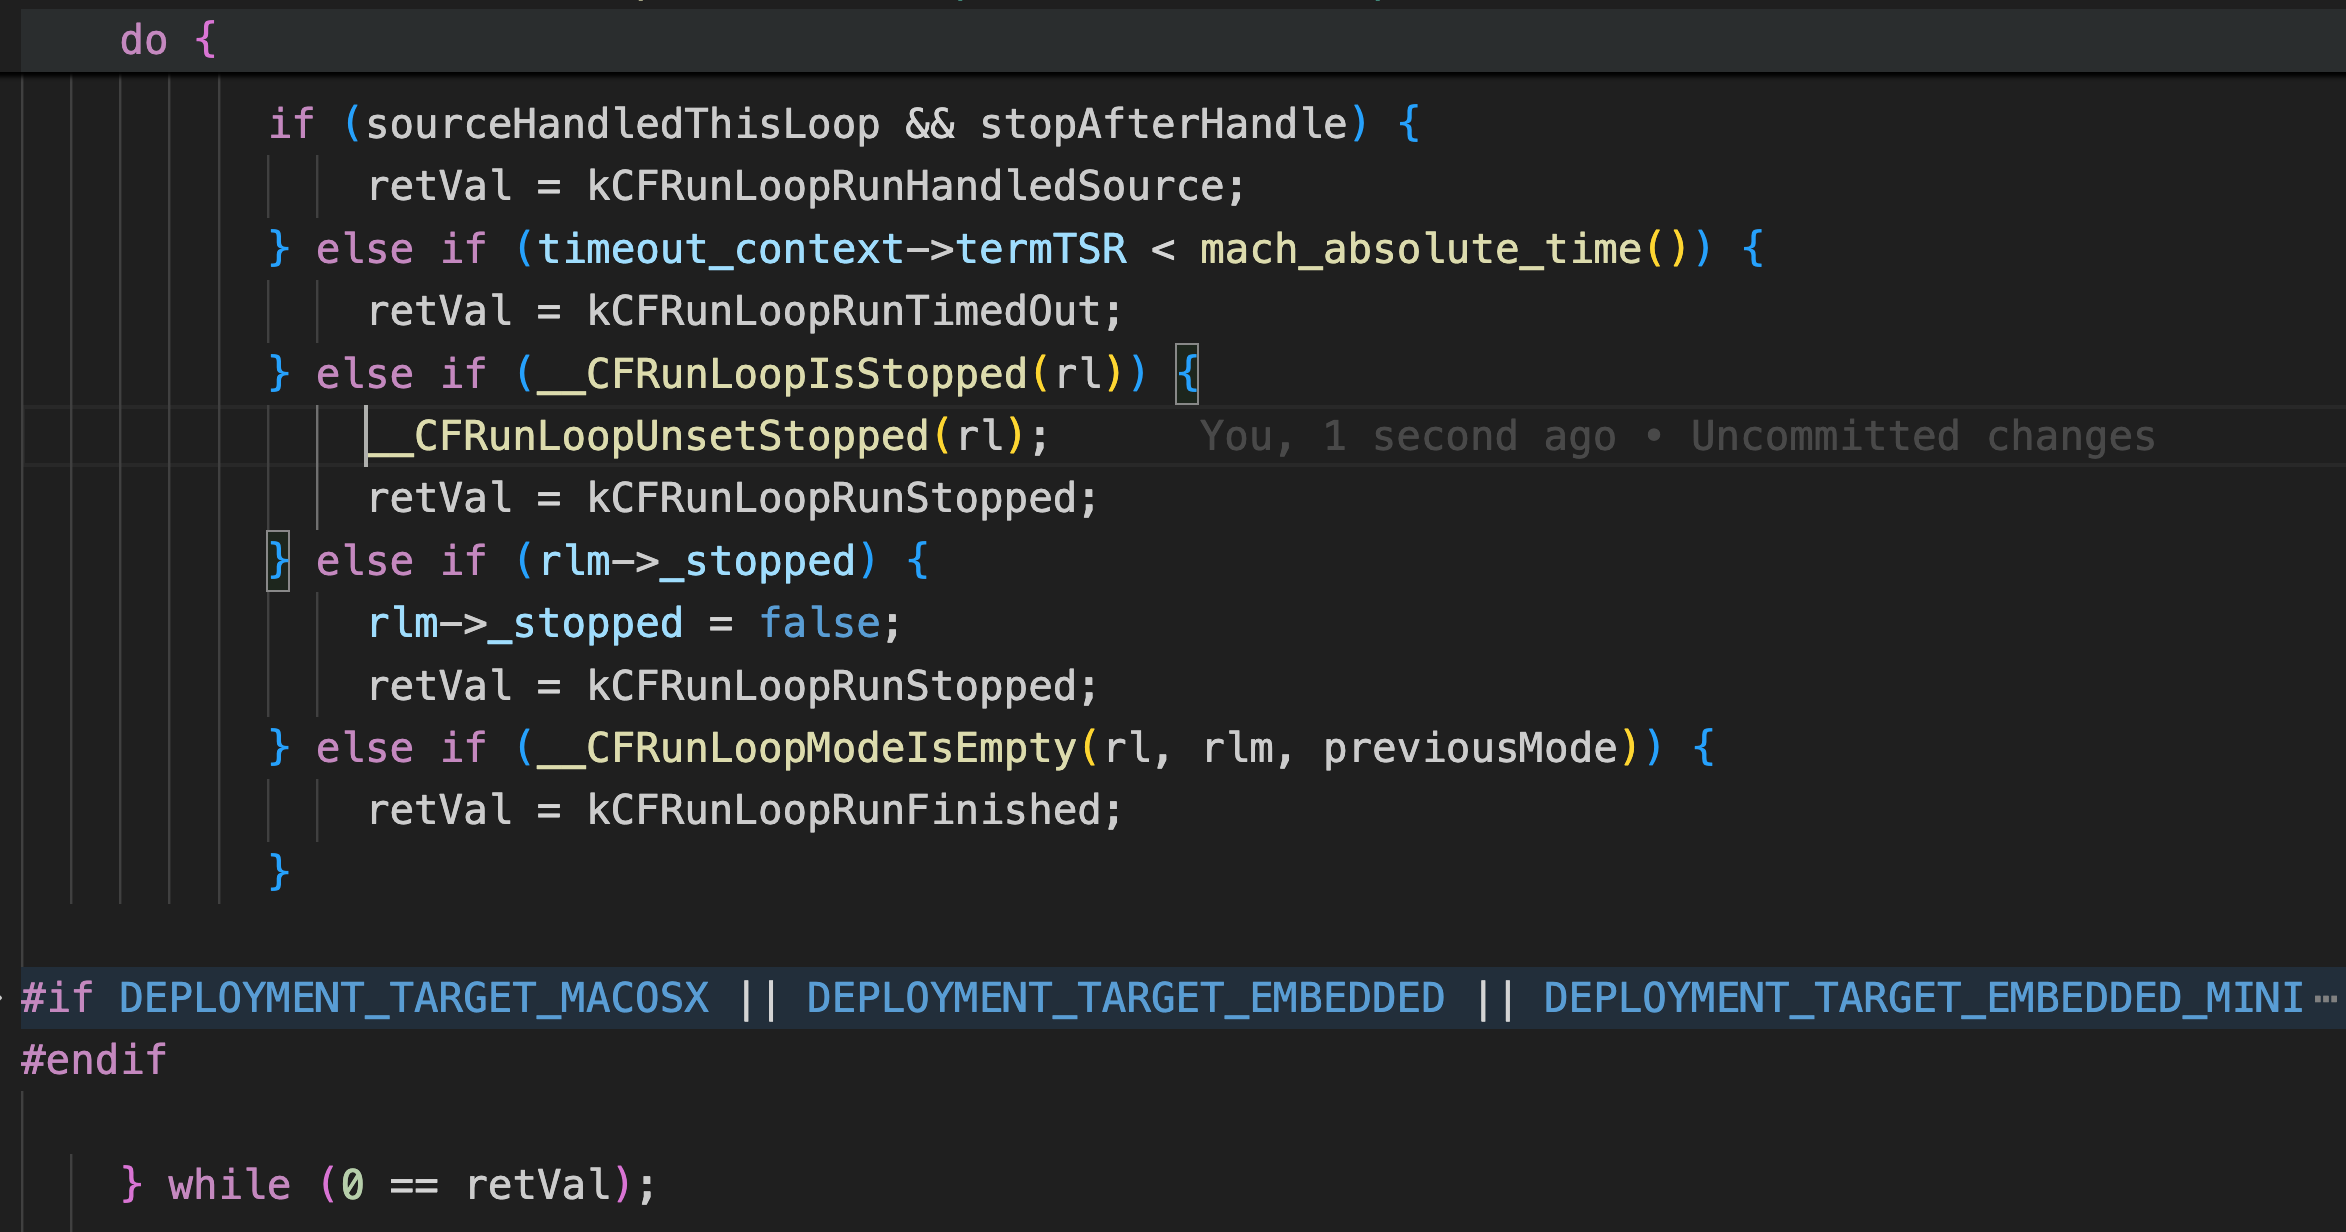 do {
if (sourceHandledThisLoop && stopAfterHandle) {
retVal = kCFRunLoopRunHandledSource;
} else if (timeout_context->termTSR < mach_absolute_time()) {
retVal = kCFRunLoopRunTimedOut;
} else if (__CFRunLoopIsStopped(rl)) {
__CFRunLoopUnsetStopped(rl); You, 1 second ago • Uncommitted changes
retVal = kCFRunLoopRunStopped;
} else if (rlm->_stopped) {
rlm->_stopped = false;
retVal = kCFRunLoopRunStopped;
} else if (__CFRunLoopModeIsEmpty(rl, rlm, previousMode)) {
retVal = kCFRunLoopRunFinished;
}
#if DEPLOYMENT_TARGET_MACOSX || DEPLOYMENT_TARGET_EMBEDDED || DEPLOYMENT_TARGET_EMBEDDED_MINI⋯
#endif
} while (0 == retVal);